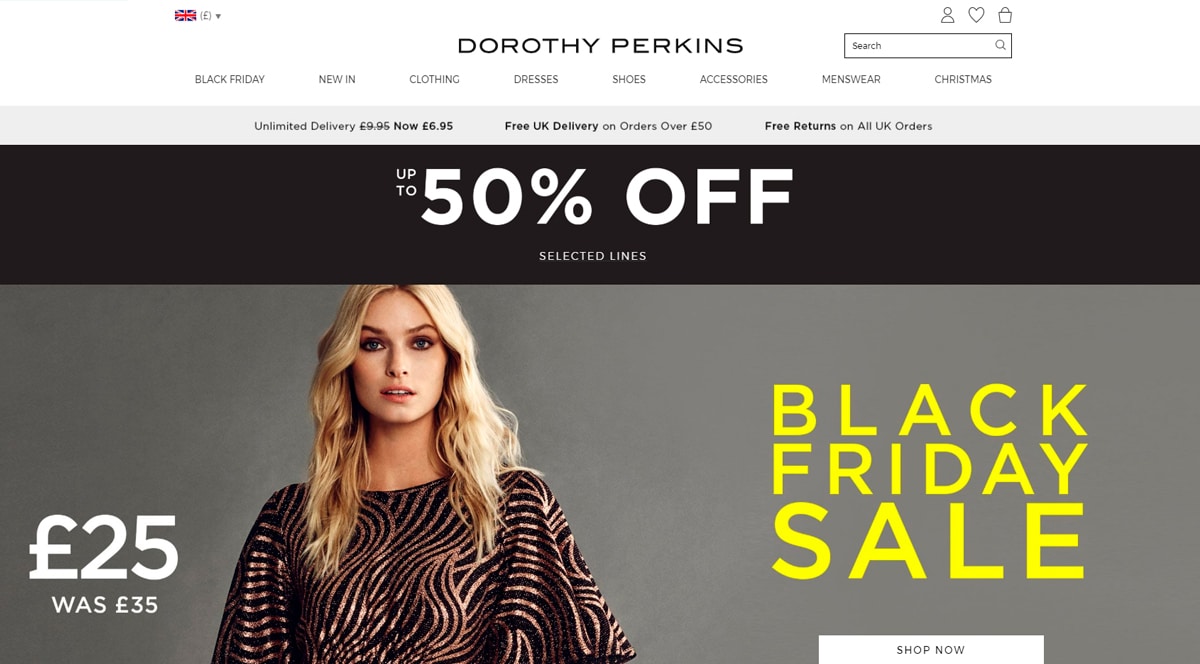 (£) ▾
DOROTHY PERKINS
Search
BLACK FRIDAY NEW IN CLOTHING DRESSES SHOES ACCESSORIES MENSWEAR CHRISTMAS
Unlimited Delivery £9.95 Now £6.95 Free UK Delivery on Orders Over £50 Free Returns on All UK Orders
UP
TO
50% OFF
SELECTED LINES
BLACK
FRIDAY
SALE
£25
WAS £35
SHOP NOW